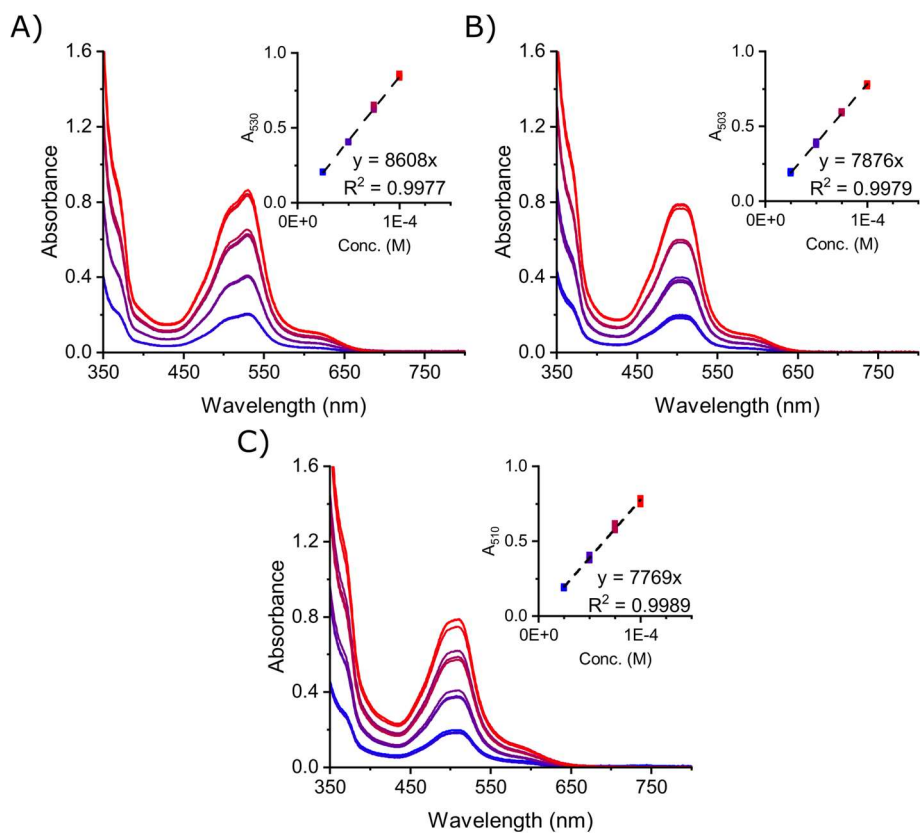 A)
1.6
1.2
0.8
0.4
0.0
350
450
550
650
750
Absorbance
Wavelength (nm)
1.0
0.5
0.0
0E+0
1E-4
A530
Conc. (M)
y = 8608x
R² = 0.9977
B)
1.6
1.2
0.8
0.4
0.0
350
450
550
650
750
Absorbance
Wavelength (nm)
1.0
0.5
0.0
0E+0
1E-4
A503
Conc. (M)
y = 7876x
R² = 0.9979
C)
1.6
1.2
0.8
0.4
0.0
350
450
550
650
750
Absorbance
Wavelength (nm)
1.0
0.5
0.0
0E+0
1E-4
A510
Conc. (M)
y = 7769x
R² = 0.9989